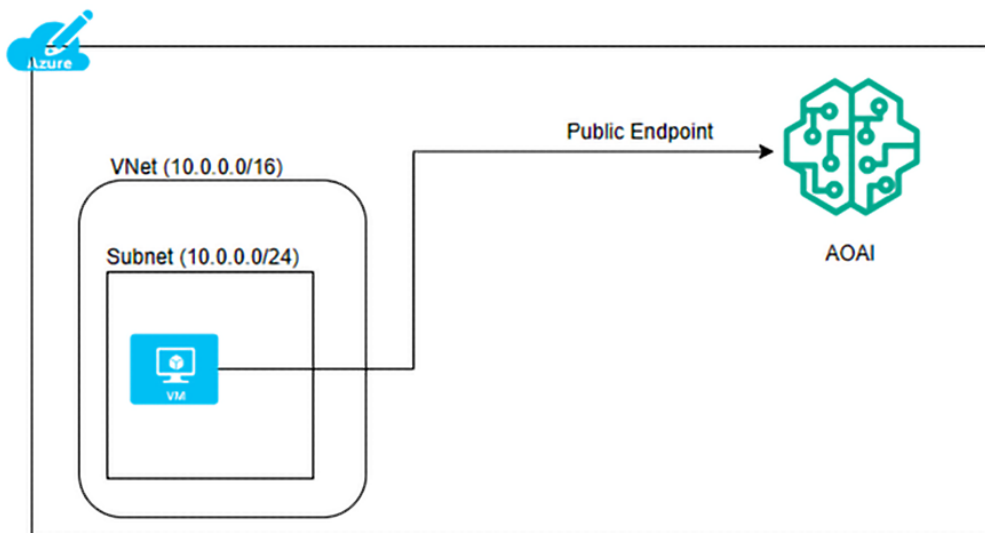 Azure
Public Endpoint
VNet (10.0.0.0/16)
Subnet (10.0.0.0/24)
AOAI
VM